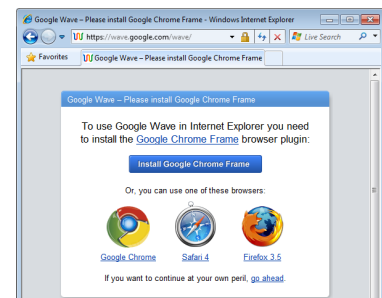 Google Wave – Please install Google Chrome Frame - Windows Internet Explorer
https://wave.google.com/wave/
Live Search
Favorites
Google Wave – Please install Google Chrome Frame
Google Wave – Please install Google Chrome Frame
To use Google Wave in Internet Explorer you need
to install the Google Chrome Frame browser plugin:
Install Google Chrome Frame
Or, you can use one of these browsers:
Google Chrome
Safari 4
Firefox 3.5
If you want to continue at your own peril, go ahead.